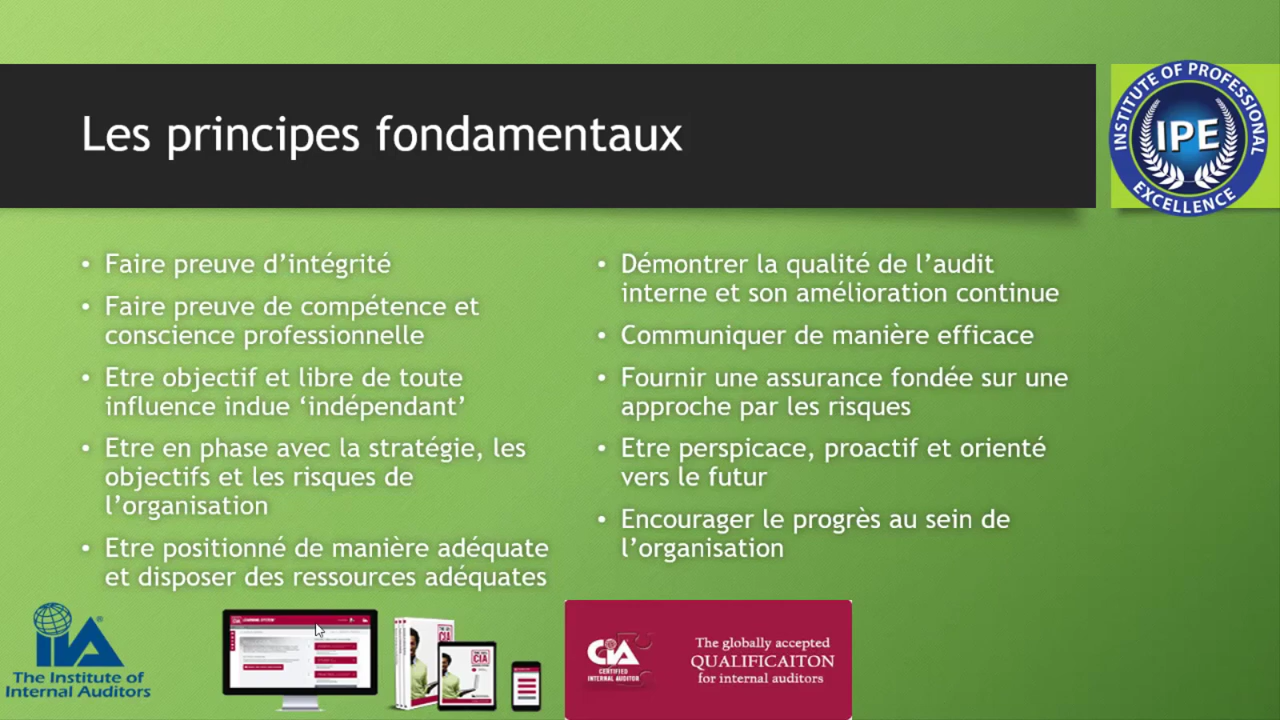 Les principes fondamentaux
INSTITUTE OF PROFESSIONAL
IPE
EXCELLENCE
• Faire preuve d’intégrité
• Faire preuve de compétence et
conscience professionnelle
• Etre objectif et libre de toute
influence indue ‘indépendant’
• Etre en phase avec la stratégie, les
objectifs et les risques de
l’organisation
• Etre positionné de manière adéquate
et disposer des ressources adéquates
• Démontrer la qualité de l’audit
interne et son amélioration continue
• Communiquer de manière efficace
• Fournir une assurance fondée sur une
approche par les risques
• Etre perspicace, proactif et orienté
vers le futur
• Encourager le progrès au sein de
l’organisation
IIA
The Institute of
Internal Auditors
CIA
CIA
CERTIFIED
INTERNAL AUDITOR
The globally accepted
QUALIFICAITON
for internal auditors